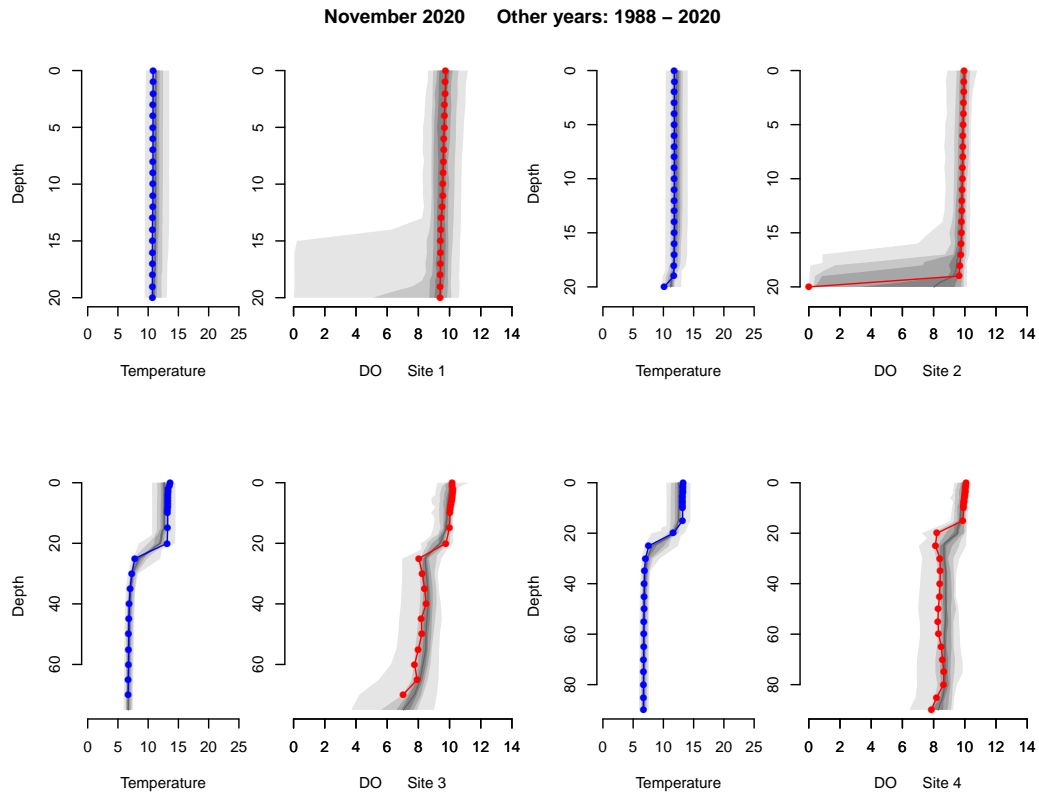 November 2020 Other years: 1988 – 2020
0 5 10 15 20
Depth
0 5 10 15 20 25
Temperature
0 5 10 15 20
0 2 4 6 8 10 12 14
DO Site 1
0 5 10 15 20
Depth
0 5 10 15 20 25
Temperature
0 5 10 15 20
0 2 4 6 8 10 12 14
DO Site 2
0 20 40 60
Depth
0 5 10 15 20 25
Temperature
0 20 40 60
0 2 4 6 8 10 12 14
DO Site 3
0 20 40 60 80
Depth
0 5 10 15 20 25
Temperature
0 20 40 60 80
0 2 4 6 8 10 12 14
DO Site 4